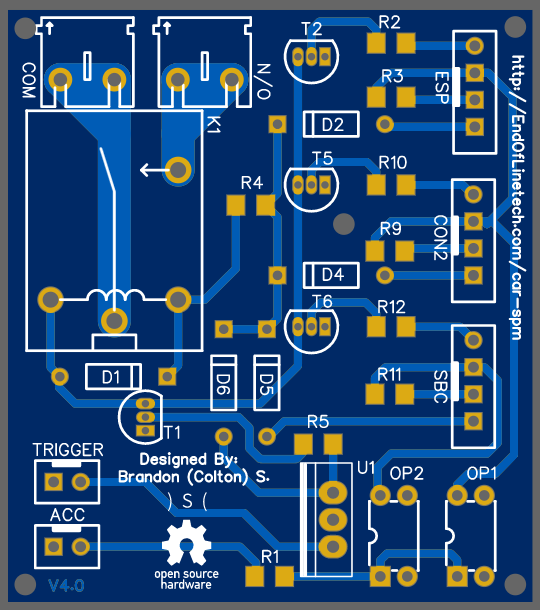 R2
T2
COM
N/O
K1
R3
ESP
http://EndOfLinetech.com/car-spm
D2
T5
R10
R4
R9
CON2
D4
T6
R12
D1
D6
D5
R11
SBC
T1
R5
TRIGGER
Designed By:
Brandon (Colton) S.
U1
OP2
OP1
) S (
ACC
R1
open source
hardware
V4.0